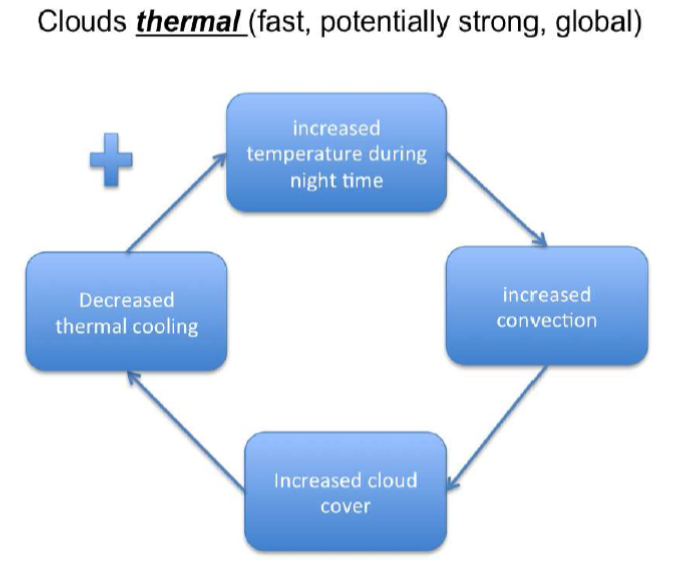 Clouds thermal (fast, potentially strong, global)
+
increased
temperature during
night time
increased
convection
Increased cloud
cover
Decreased
thermal cooling